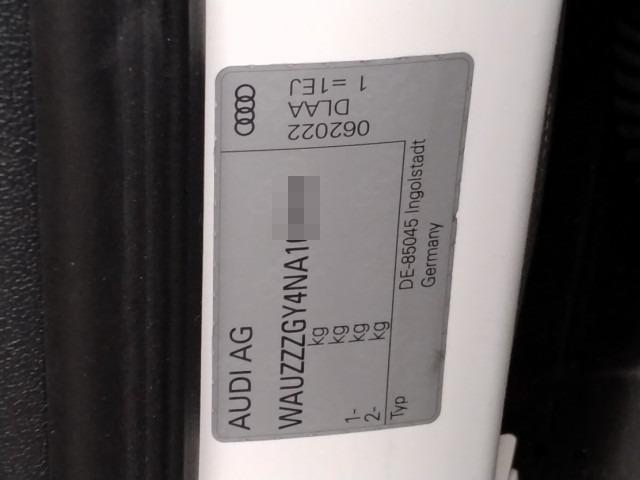 AUDI AG
WAUZZZGY4NA1
kg
kg
1- kg
2- kg
Typ
DE-85045 Ingolstadt
Germany
062022
DLAA
1 =1EJ